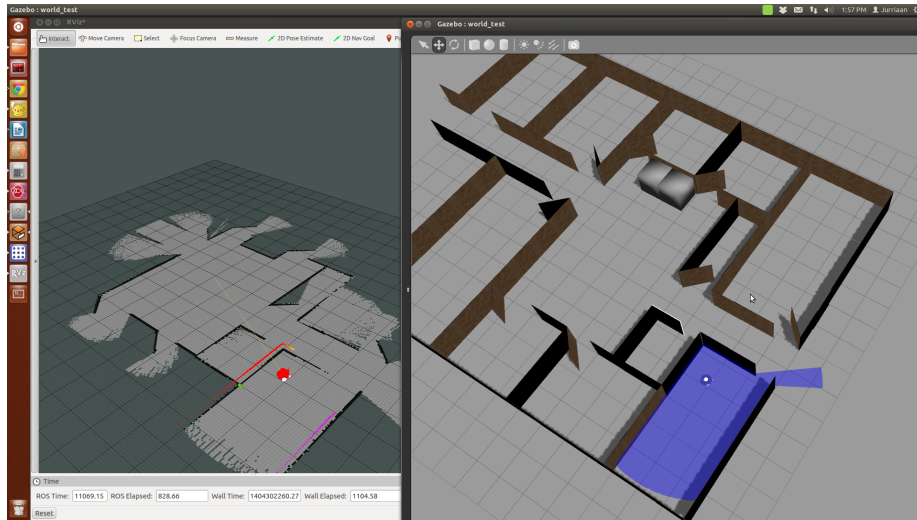 Gazebo : world_test
1:57 PM Jurriaan
RViz*
Gazebo : world_test
Interact
Move Camera
Select
Focus Camera
Measure
2D Pose Estimate
2D Nav Goal
RViz
Time
ROS Time: 11069.15 ROS Elapsed: 828.66 Wall Time: 1404302260.27 Wall Elapsed: 1104.58
Reset